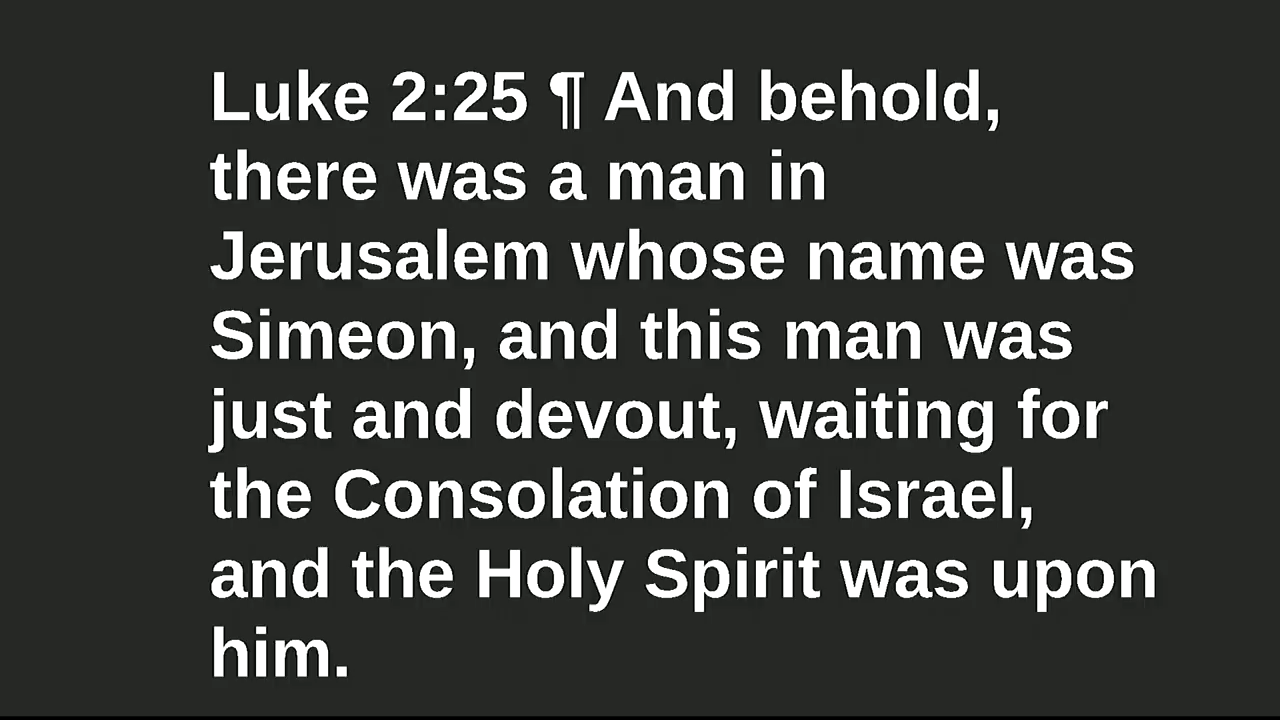 Luke 2:25 ¶ And behold,
there was a man in
Jerusalem whose name was
Simeon, and this man was
just and devout, waiting for
the Consolation of Israel,
and the Holy Spirit was upon
him.